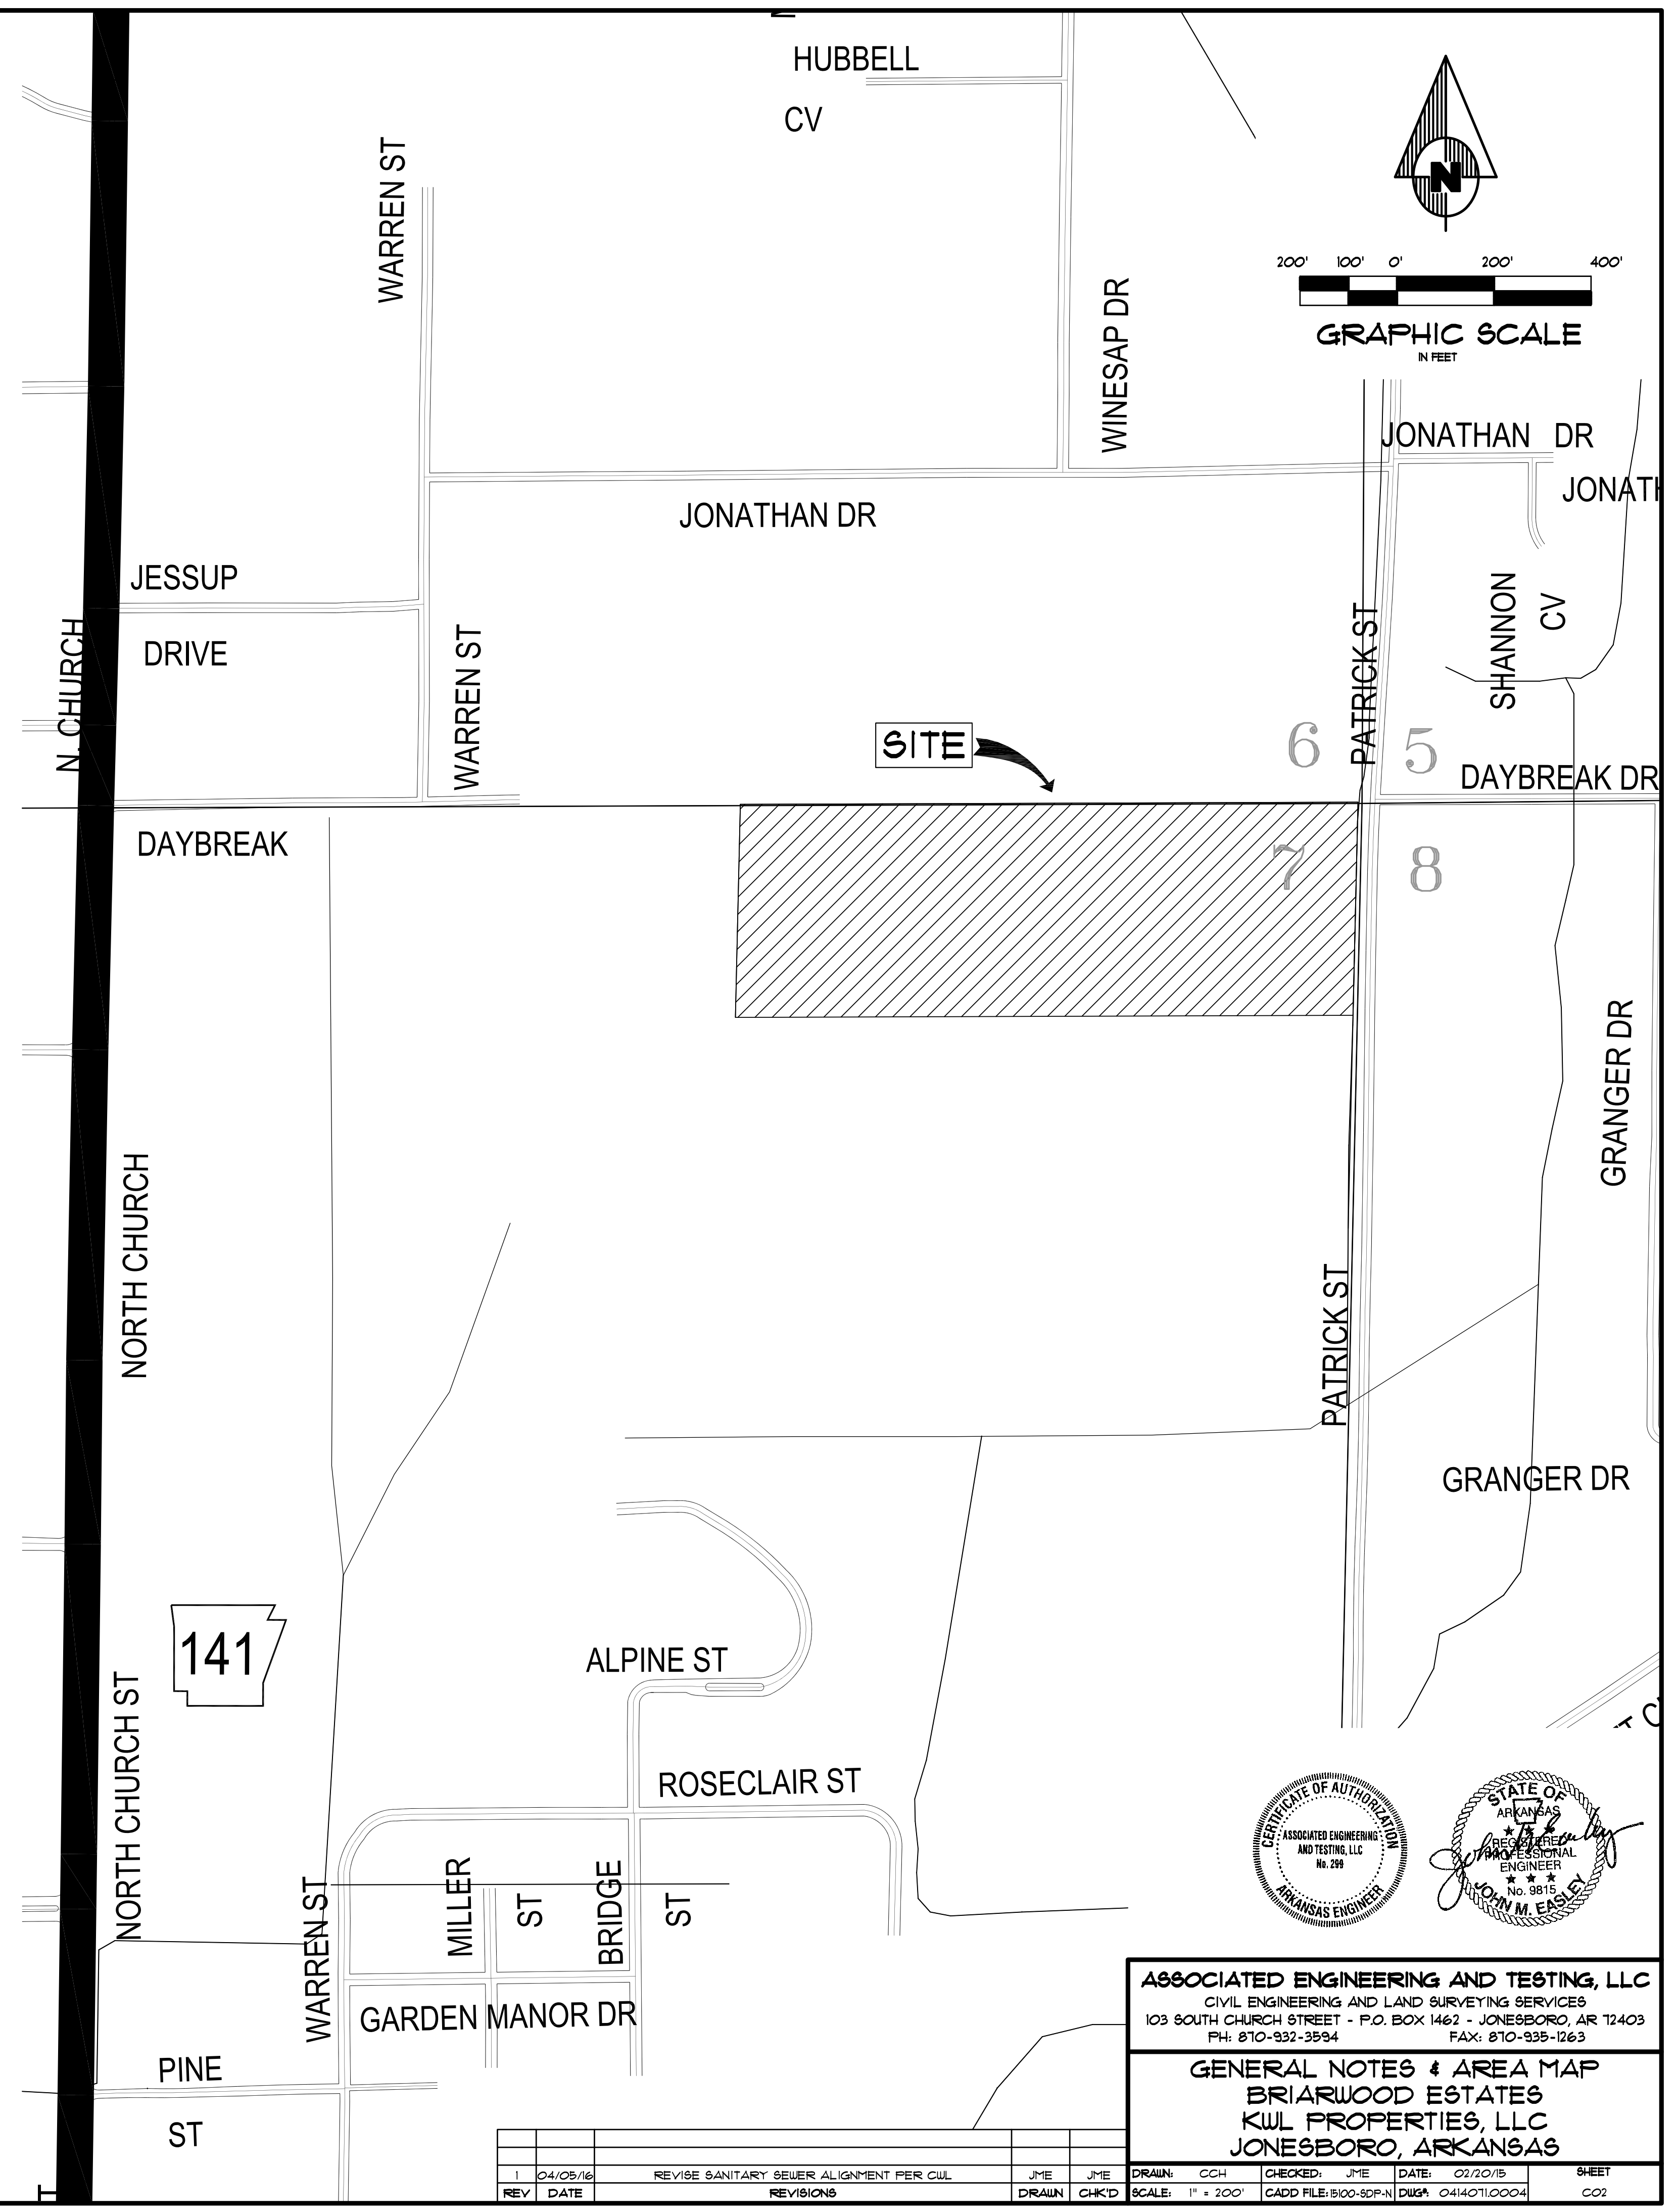 HUBBELL
CV
WARREN ST
N
200' 100' 0' 200' 400'
GRAPHIC SCALE
IN FEET
WINESAP DR
JONATHAN DR
JONATH
JONATHAN DR
JESSUP
DRIVE
N. CHURCH
WARREN ST
PATRICK ST
SHANNON
CV
SITE
6
5
DAYBREAK DR
DAYBREAK
7
8
GRANGER DR
NORTH CHURCH
PATRICK ST
GRANGER DR
141
ALPINE ST
NORTH CHURCH ST
ROSECLAIR ST
WARREN ST
MILLER
ST
BRIDGE
ST
GARDEN MANOR DR
PINE
ST
CERTIFICATE OF AUTHORIZATION
ASSOCIATED ENGINEERING
AND TESTING, LLC
No. 299
ARKANSAS ENGINEER
STATE OF
ARKANSAS
REGISTERED
PROFESSIONAL
ENGINEER
No. 9815
JOHN M. EASLEY
ASSOCIATED ENGINEERING AND TESTING, LLC
CIVIL ENGINEERING AND LAND SURVEYING SERVICES
103 SOUTH CHURCH STREET - P.O. BOX 1462 - JONESBORO, AR 72403
PH: 870-932-3594 FAX: 870-935-1263
GENERAL NOTES & AREA MAP
BRIARWOOD ESTATES
KWL PROPERTIES, LLC
JONESBORO, ARKANSAS
1 04/05/16 REVISE SANITARY SEWER ALIGNMENT PER CWL JME JME
REV DATE REVISIONS DRAWN CHK'D
DRAWN: CCH CHECKED: JME DATE: 02/20/15 SHEET
SCALE: 1" = 200' CADD FILE: 15100-SDP-N DWG#: 0414071.0004 C02